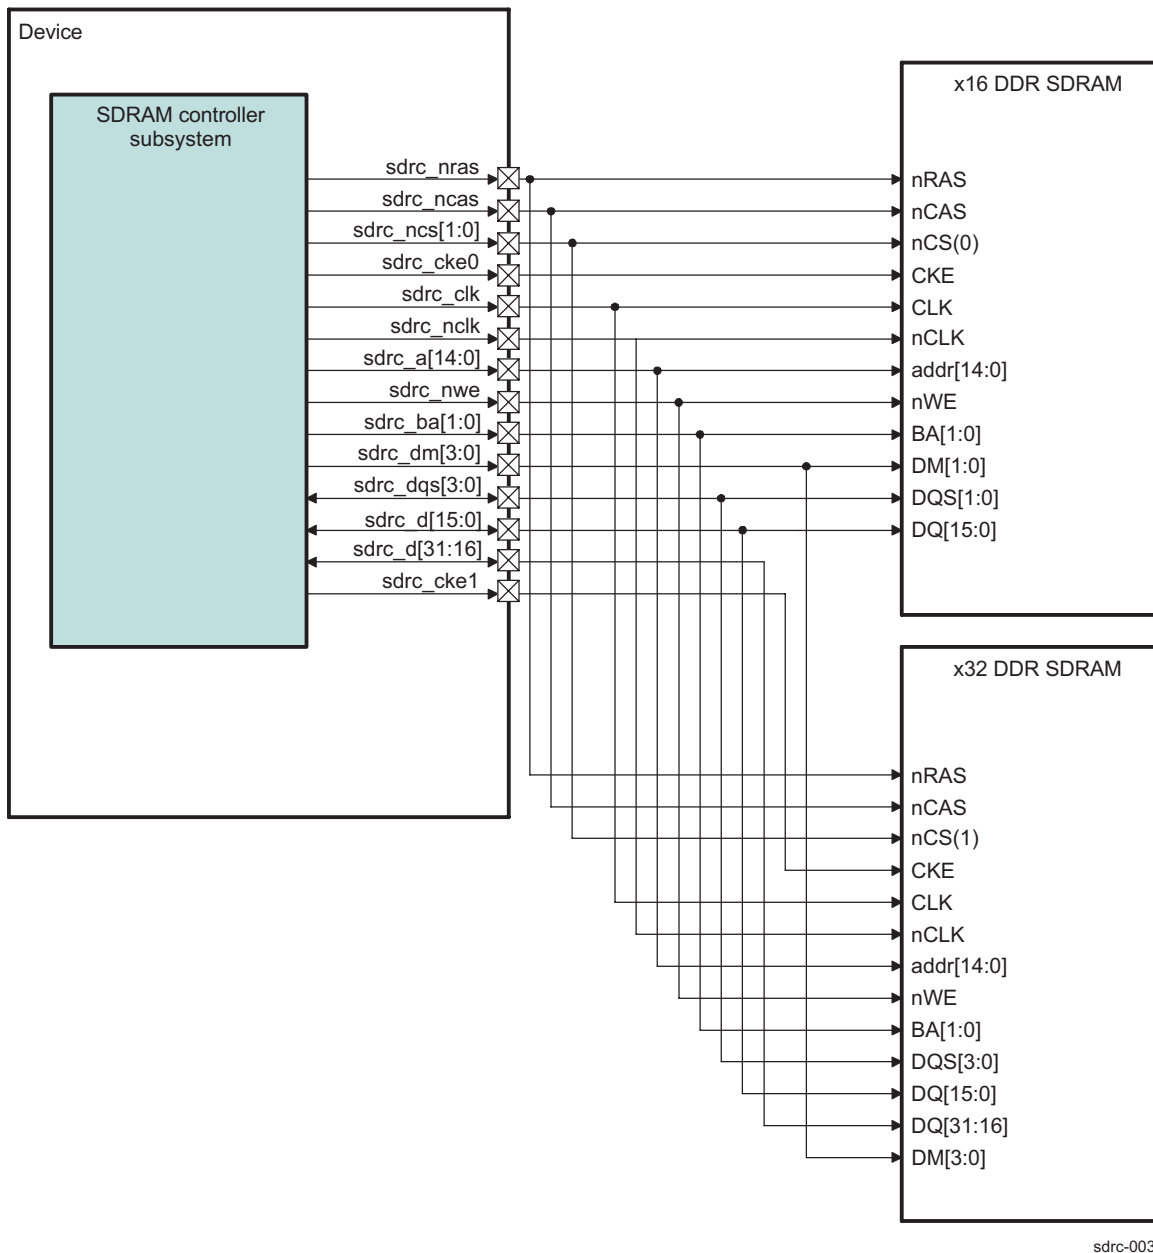 Device
SDRAM controller
subsystem
sdrc_nras
sdrc_ncas
sdrc_ncs[1:0]
sdrc_cke0
sdrc_clk
sdrc_nclk
sdrc_a[14:0]
sdrc_nwe
sdrc_ba[1:0]
sdrc_dm[3:0]
sdrc_dqs[3:0]
sdrc_d[15:0]
sdrc_d[31:16]
sdrc_cke1
x16 DDR SDRAM
nRAS
nCAS
nCS(0)
CKE
CLK
nCLK
addr[14:0]
nWE
BA[1:0]
DM[1:0]
DQS[1:0]
DQ[15:0]
x32 DDR SDRAM
nRAS
nCAS
nCS(1)
CKE
CLK
nCLK
addr[14:0]
nWE
BA[1:0]
DQS[3:0]
DQ[15:0]
DQ[31:16]
DM[3:0]
sdrc-003